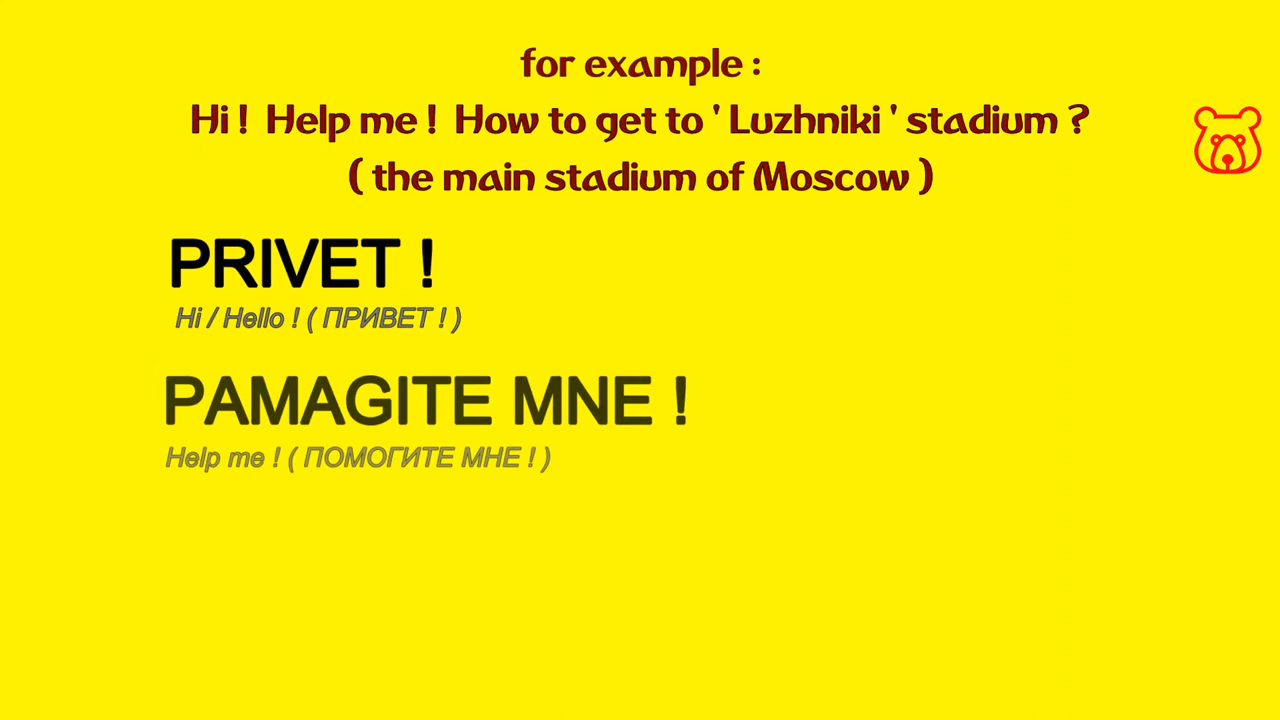 for example :
Hi ! Help me ! How to get to ' Luzhniki ' stadium ?
( the main stadium of Moscow )
PRIVET !
Hi / Hello ! ( ПРИВЕТ ! )
PAMAGITE MNE !
Help me ! ( ПОМОГИТЕ МНЕ ! )